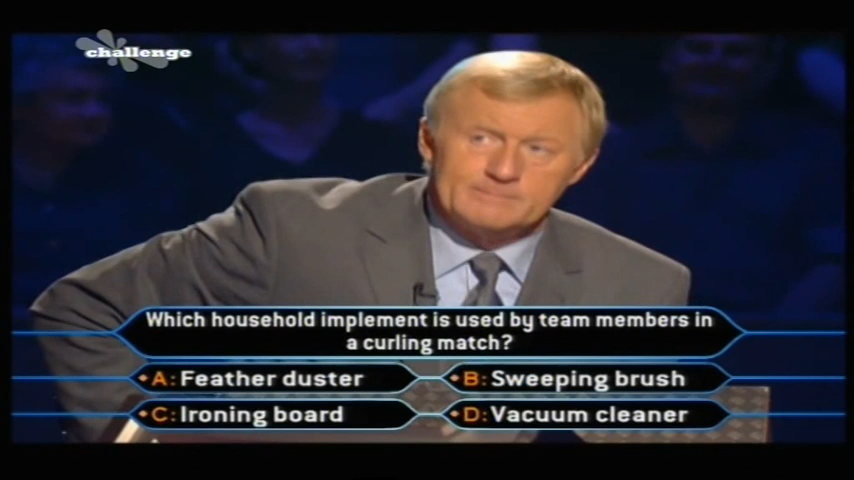 challenge
Which household implement is used by team members in
a curling match?
A: Feather duster
B: Sweeping brush
C: Ironing board
D: Vacuum cleaner